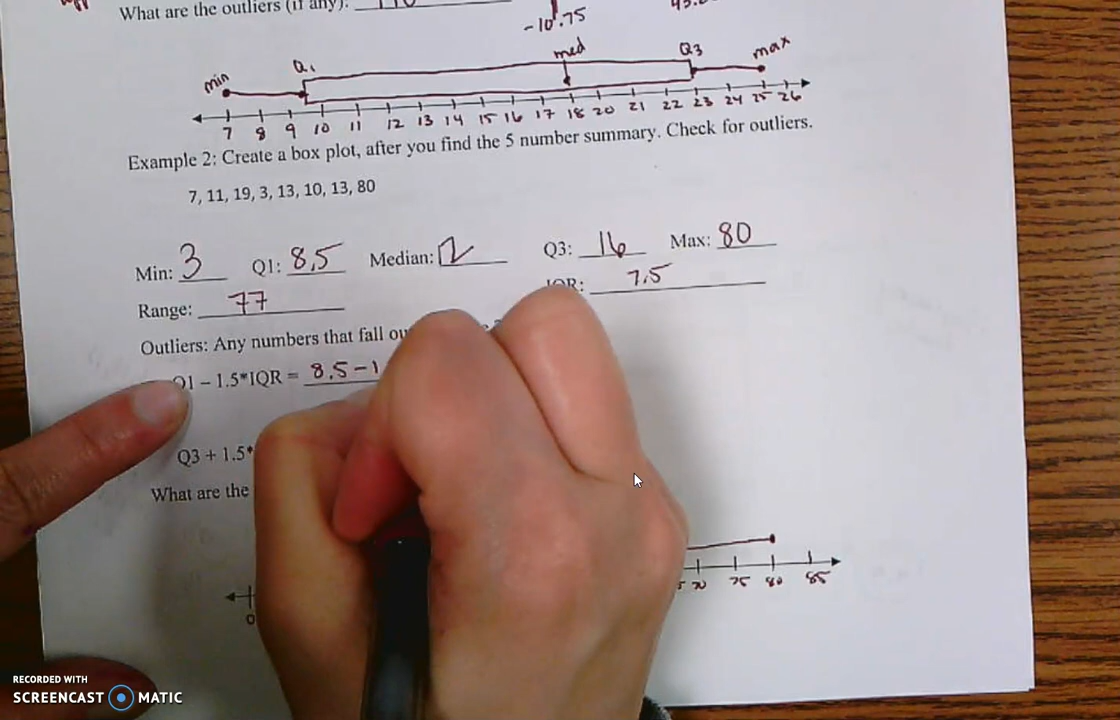 What are the outliers (if any):
-10.75
min Q1 med Q3 max
7 8 9 10 11 12 13 14 15 16 17 18 20 21 22 23 24 25 26
Example 2: Create a box plot, after you find the 5 number summary. Check for outliers.
7, 11, 19, 3, 13, 10, 13, 80
Min: 3 Q1: 8.5 Median: 12 Q3: 16 Max: 80
Range: 77 IQR: 7.5
Outliers: Any numbers that fall ou
Q1 – 1.5*IQR = 8.5 - 1
Q3 + 1.5*
What are the
0 70 75 80 85
RECORDED WITH
SCREENCAST MATIC